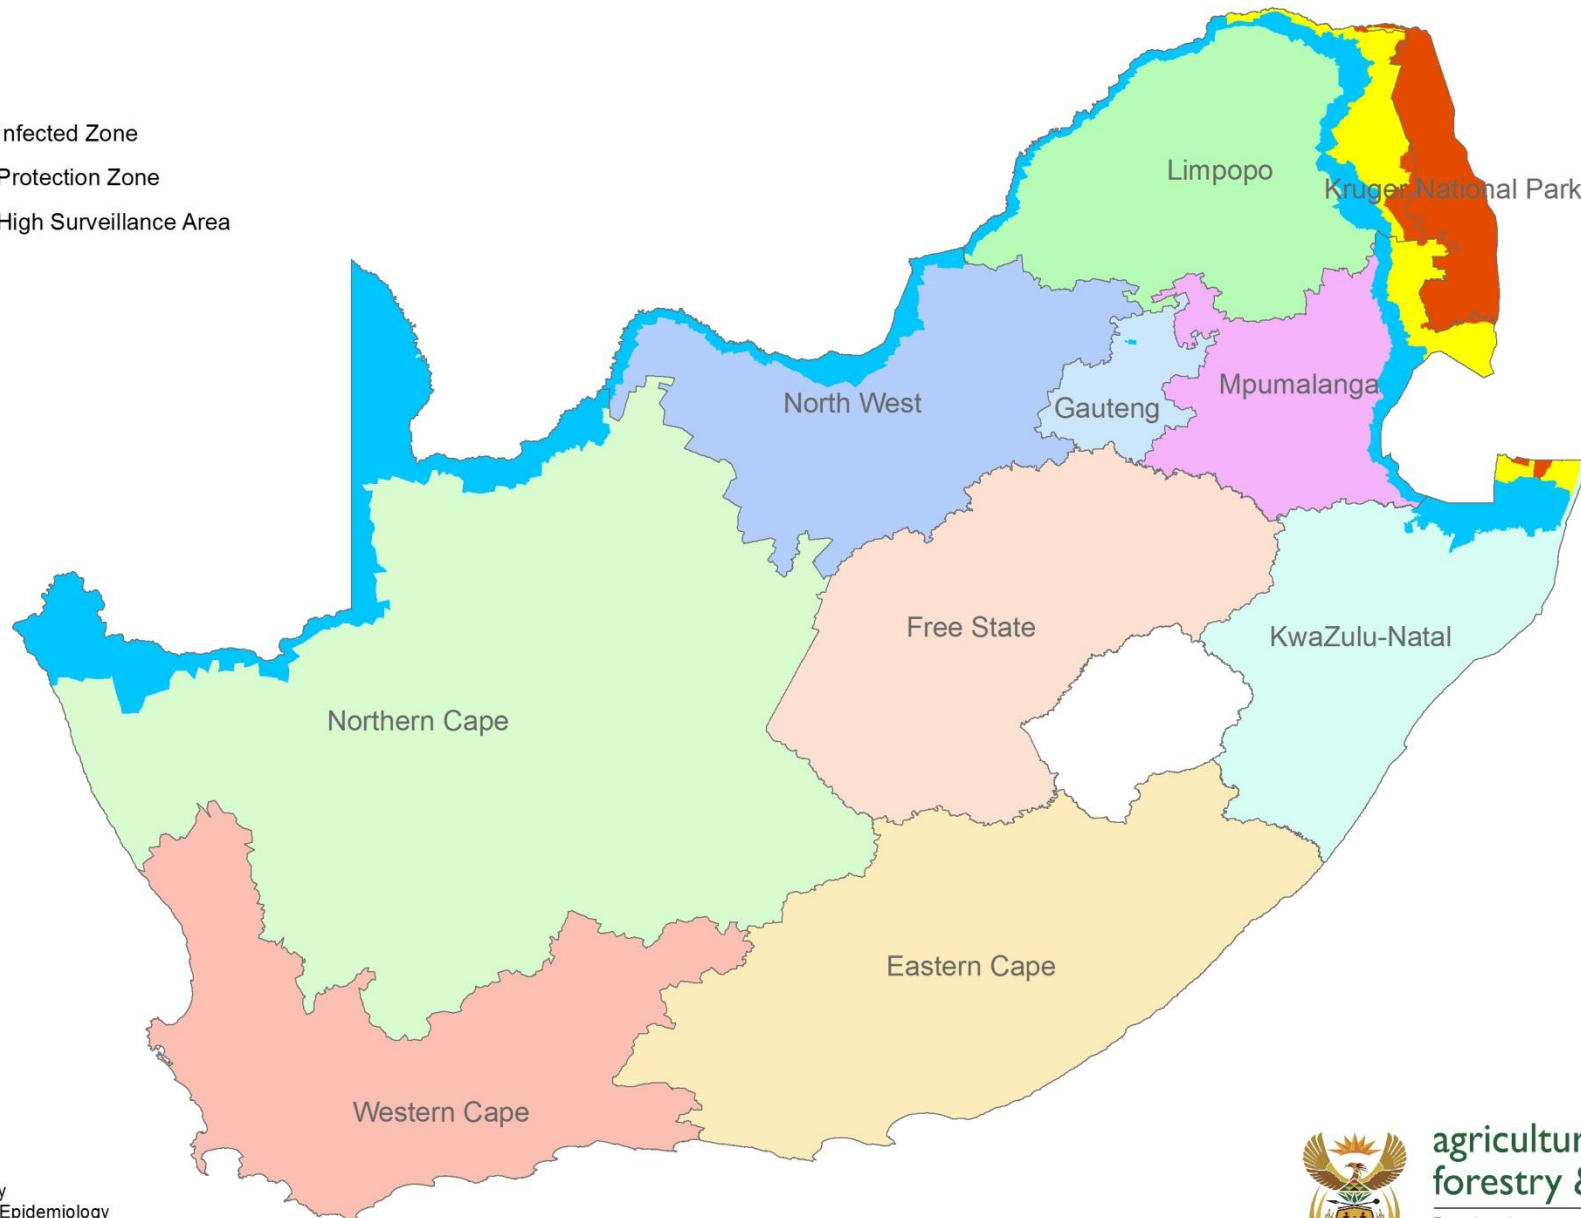 nfected Zone
Protection Zone
High Surveillance Area
Limpopo
Kruger National Park
North West
Gauteng
Mpumalanga
Free State
KwaZulu-Natal
Northern Cape
Eastern Cape
Western Cape
y
Epidemiology
agricultur
forestry &